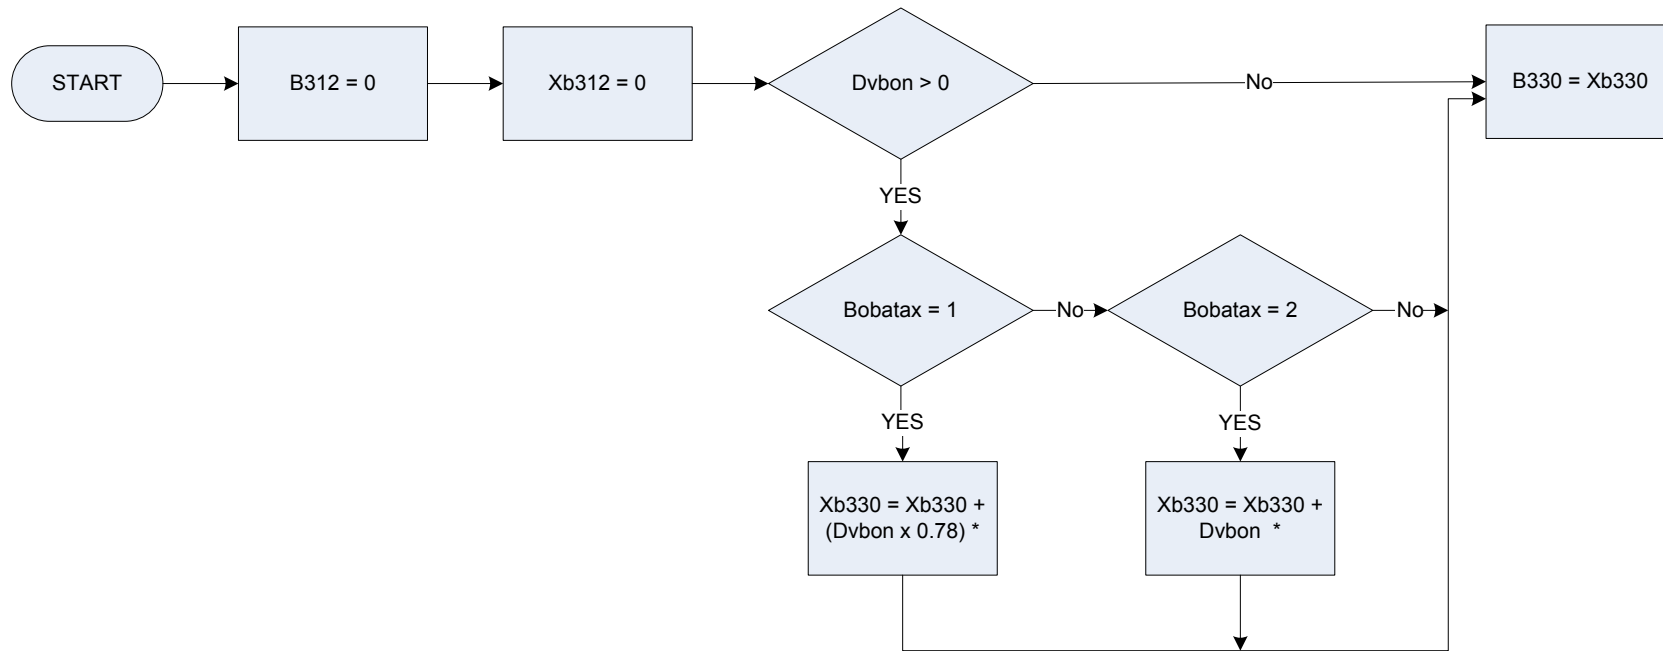 START
B312 = 0
Xb312 = 0
Dvbon > 0
No
B330 = Xb330
YES
Bobatax = 1
No
Bobatax = 2
No
YES
YES
Xb330 = Xb330 +
(Dvbon x 0.78) *
Xb330 = Xb330 +
Dvbon *